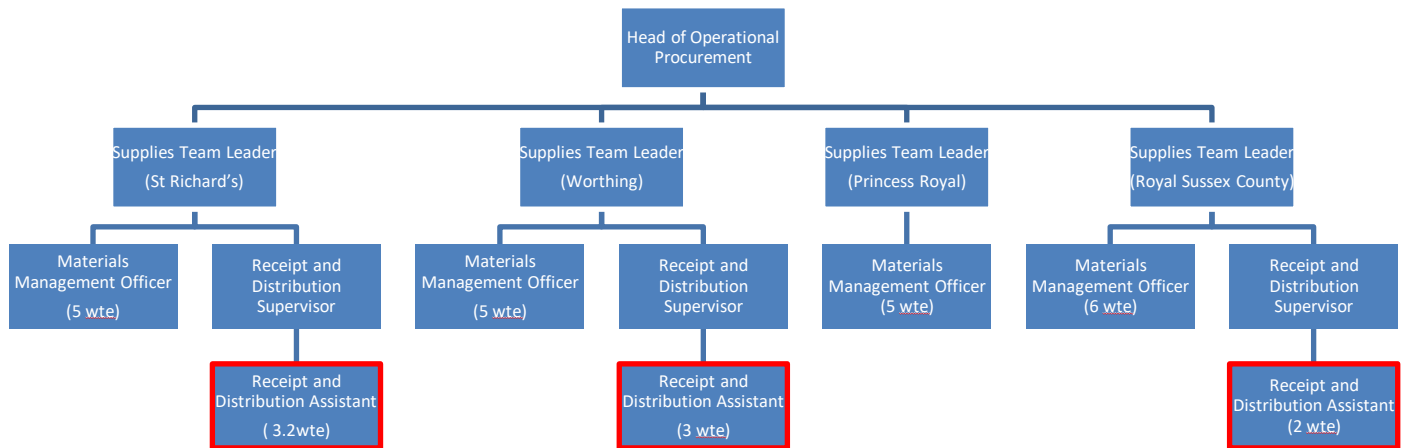 Head of Operational
Procurement
Supplies Team Leader
(St Richard’s)
Supplies Team Leader
(Worthing)
Supplies Team Leader
(Princess Royal)
Supplies Team Leader
(Royal Sussex County)
Materials
Management Officer
(5 wte)
Receipt and
Distribution
Supervisor
Materials
Management Officer
(5 wte)
Receipt and
Distribution
Supervisor
Materials
Management Officer
(5 wte)
Materials
Management Officer
(6 wte)
Receipt and
Distribution
Supervisor
Receipt and
Distribution Assistant
( 3.2wte)
Receipt and
Distribution Assistant
(3 wte)
Receipt and
Distribution Assistant
(2 wte)